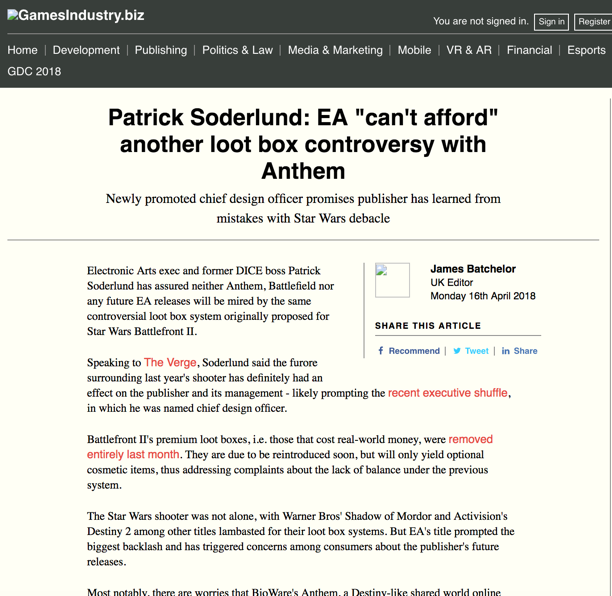 GamesIndustry.biz
You are not signed in. Sign in Register
Home | Development | Publishing | Politics & Law | Media & Marketing | Mobile | VR & AR | Financial | Esports
GDC 2018
Patrick Soderlund: EA "can't afford"
another loot box controversy with
Anthem
Newly promoted chief design officer promises publisher has learned from
mistakes with Star Wars debacle
Electronic Arts exec and former DICE boss Patrick
Soderlund has assured neither Anthem, Battlefield nor
any future EA releases will be mired by the same
controversial loot box system originally proposed for
Star Wars Battlefront II.
James Batchelor
UK Editor
Monday 16th April 2018
SHARE THIS ARTICLE
Recommend | Tweet | Share
Speaking to The Verge, Soderlund said the furore
surrounding last year's shooter has definitely had an
effect on the publisher and its management - likely prompting the recent executive shuffle,
in which he was named chief design officer.
Battlefront II's premium loot boxes, i.e. those that cost real-world money, were removed
entirely last month. They are due to be reintroduced soon, but will only yield optional
cosmetic items, thus addressing complaints about the lack of balance under the previous
system.
The Star Wars shooter was not alone, with Warner Bros' Shadow of Mordor and Activision's
Destiny 2 among other titles lambasted for their loot box systems. But EA's title prompted the
biggest backlash and has triggered concerns among consumers about the publisher's future
releases.
Most notably, there are worries that BioWare's Anthem, a Destiny-like shared world online